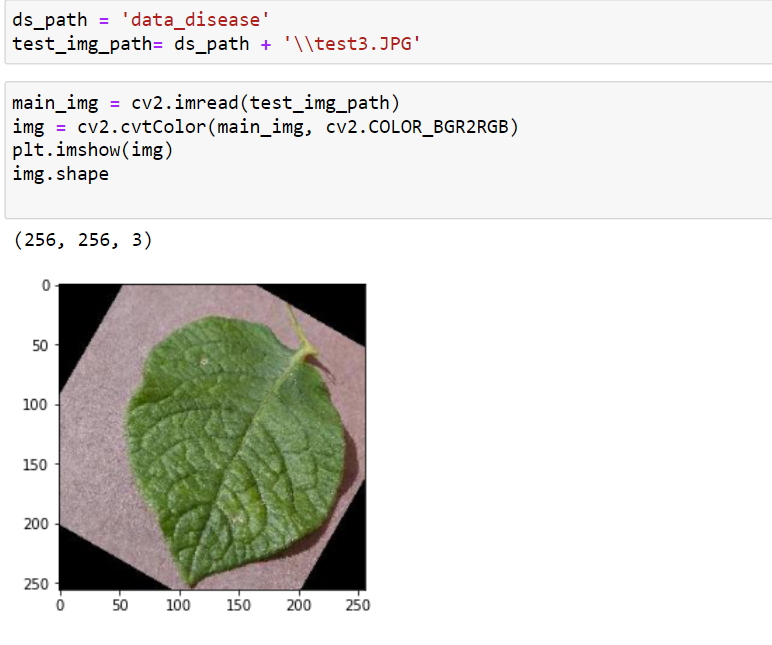 ds_path = 'data_disease'
test_img_path= ds_path + '\\test3.JPG'
main_img = cv2.imread(test_img_path)
img = cv2.cvtColor(main_img, cv2.COLOR_BGR2RGB)
plt.imshow(img)
img.shape
(256, 256, 3)
0
50
100
150
200
250
0 50 100 150 200 250